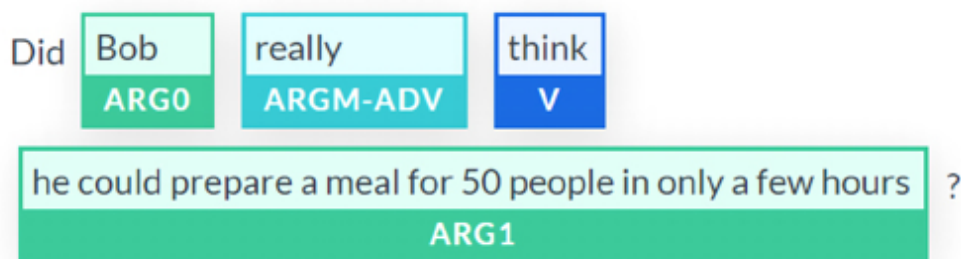 Did Bob really think
ARG0 ARGM-ADV V
he could prepare a meal for 50 people in only a few hours ?
ARG1